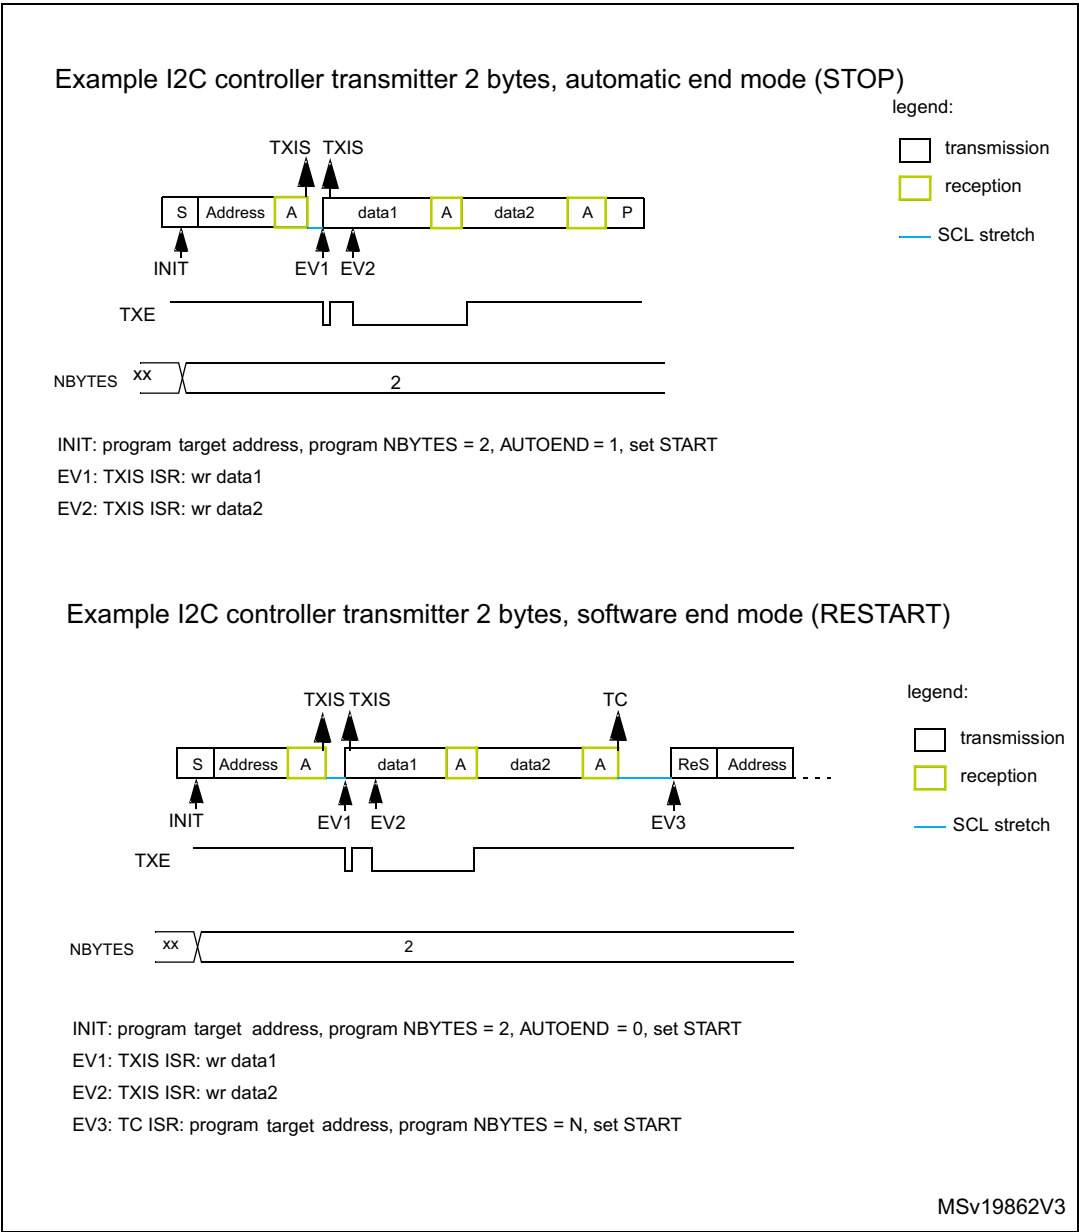 Example I2C controller transmitter 2 bytes, automatic end mode (STOP)
legend:
transmission
reception
SCL stretch
TXIS TXIS
S Address A data1 A data2 A P
INIT EV1 EV2
TXE
NBYTES xx 2
INIT: program target address, program NBYTES = 2, AUTOEND = 1, set START
EV1: TXIS ISR: wr data1
EV2: TXIS ISR: wr data2
Example I2C controller transmitter 2 bytes, software end mode (RESTART)
legend:
transmission
reception
SCL stretch
TXIS TXIS TC
S Address A data1 A data2 A ReS Address
INIT EV1 EV2 EV3
TXE
NBYTES xx 2
INIT: program target address, program NBYTES = 2, AUTOEND = 0, set START
EV1: TXIS ISR: wr data1
EV2: TXIS ISR: wr data2
EV3: TC ISR: program target address, program NBYTES = N, set START
MSv19862V3